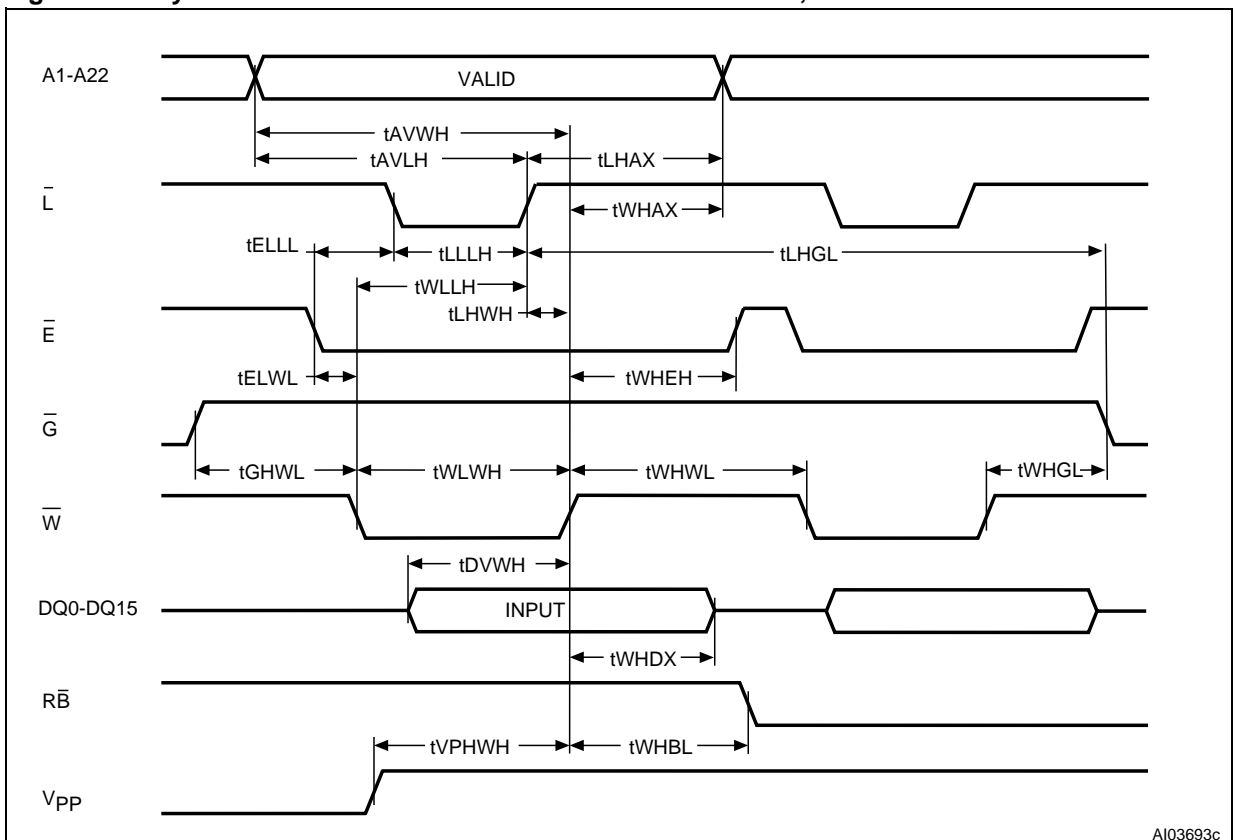 A1-A22
VALID
tAVWH
tAVLH
tLHAX
L̅
tWHAX
tELLL
tLLLH
tLHGL
tWLLH
tLHWH
E̅
tELWL
tWHEH
G̅
tGHWL
tWLWH
tWHWL
tWHGL
W̅
tDVWH
DQ0-DQ15
INPUT
tWHDX
RB̅
tVPHWH
tWHBL
VPP
AI03693c